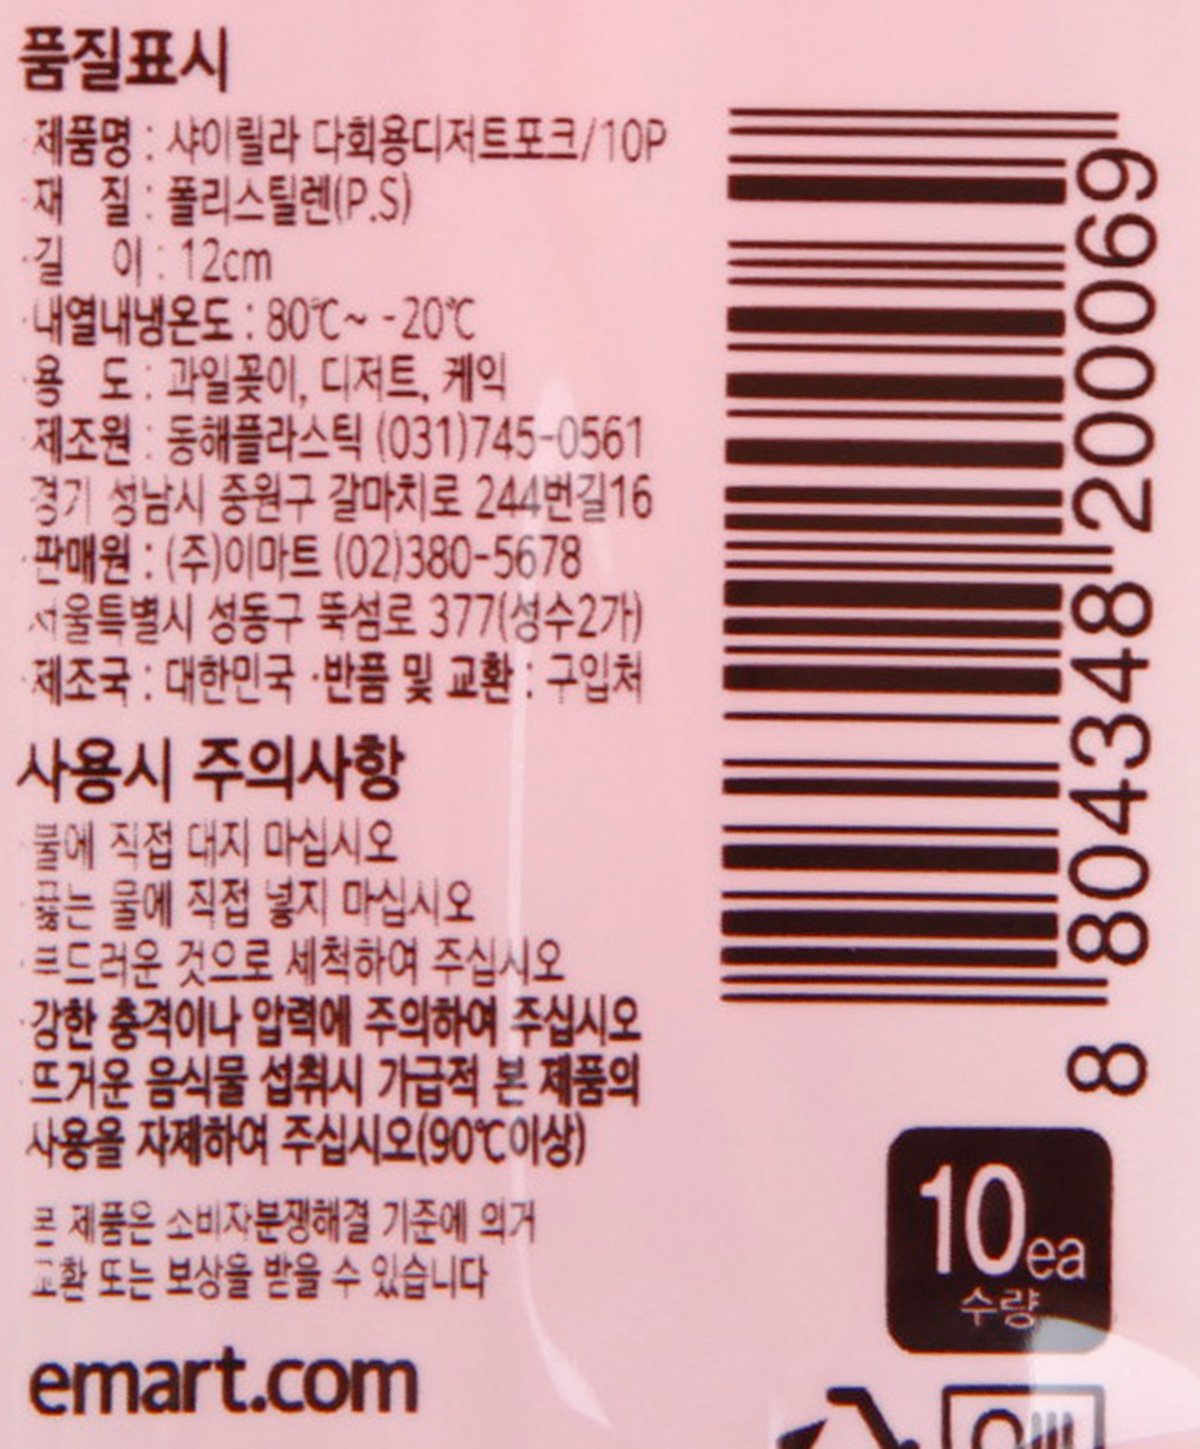 품질표시
·제품명 : 샤이릴라 다회용디저트포크/10P
·재 질 : 폴리스틸렌(P.S)
·길 이 : 12cm
·내열내냉온도 : 80℃~ -20℃
·용 도 : 과일꽂이, 디저트, 케익
·제조원 : 동해플라스틱 (031)745-0561
경기 성남시 중원구 갈마치로 244번길16
·판매원 : (주)이마트 (02)380-5678
서울특별시 성동구 뚝섬로 377(성수2가)
·제조국 : 대한민국 ·반품 및 교환 : 구입처
사용시 주의사항
·불에 직접 대지 마십시오
·끓는 물에 직접 넣지 마십시오
·부드러운 것으로 세척하여 주십시오
·강한 충격이나 압력에 주의하여 주십시오
·뜨거운 음식물 섭취시 가급적 본 제품의
사용을 자제하여 주십시오(90℃이상)
본 제품은 소비자분쟁해결 기준에 의거
교환 또는 보상을 받을 수 있습니다
emart.com
8 804348 200069
10ea
수량